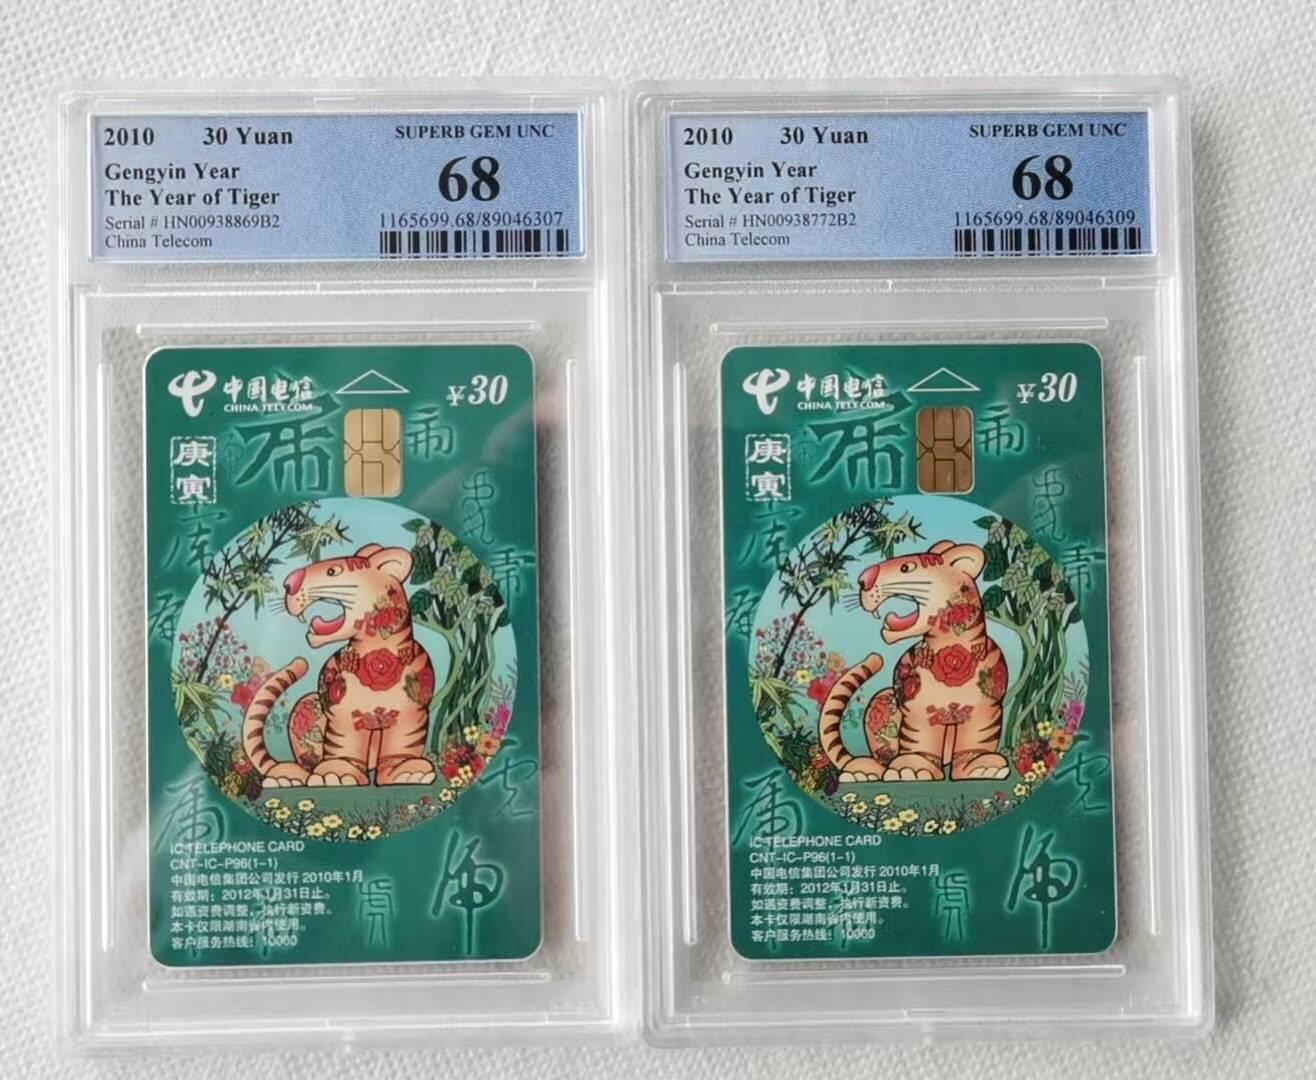 2010 30 Yuan SUPERB GEM UNC
Gengyin Year 68
The Year of Tiger
Serial # HN00938869B2 1165699.68/89046307
China Telecom
中国电信 ¥30
CHINA TELECOM
庚寅
IC TELEPHONE CARD
CNT-IC-P96(1-1)
中国电信集团公司发行 2010年1月
有效期：2012年1月31日止。
如遇资费调整，执行新资费。
本卡仅限湖南省内使用。
客户服务热线：10000
2010 30 Yuan SUPERB GEM UNC
Gengyin Year 68
The Year of Tiger
Serial # HN00938772B2 1165699.68/89046309
China Telecom
中国电信 ¥30
CHINA TELECOM
庚寅
IC TELEPHONE CARD
CNT-IC-P96(1-1)
中国电信集团公司发行 2010年1月
有效期：2012年1月31日止。
如遇资费调整，执行新资费。
本卡仅限湖南省内使用。
客户服务热线：10000